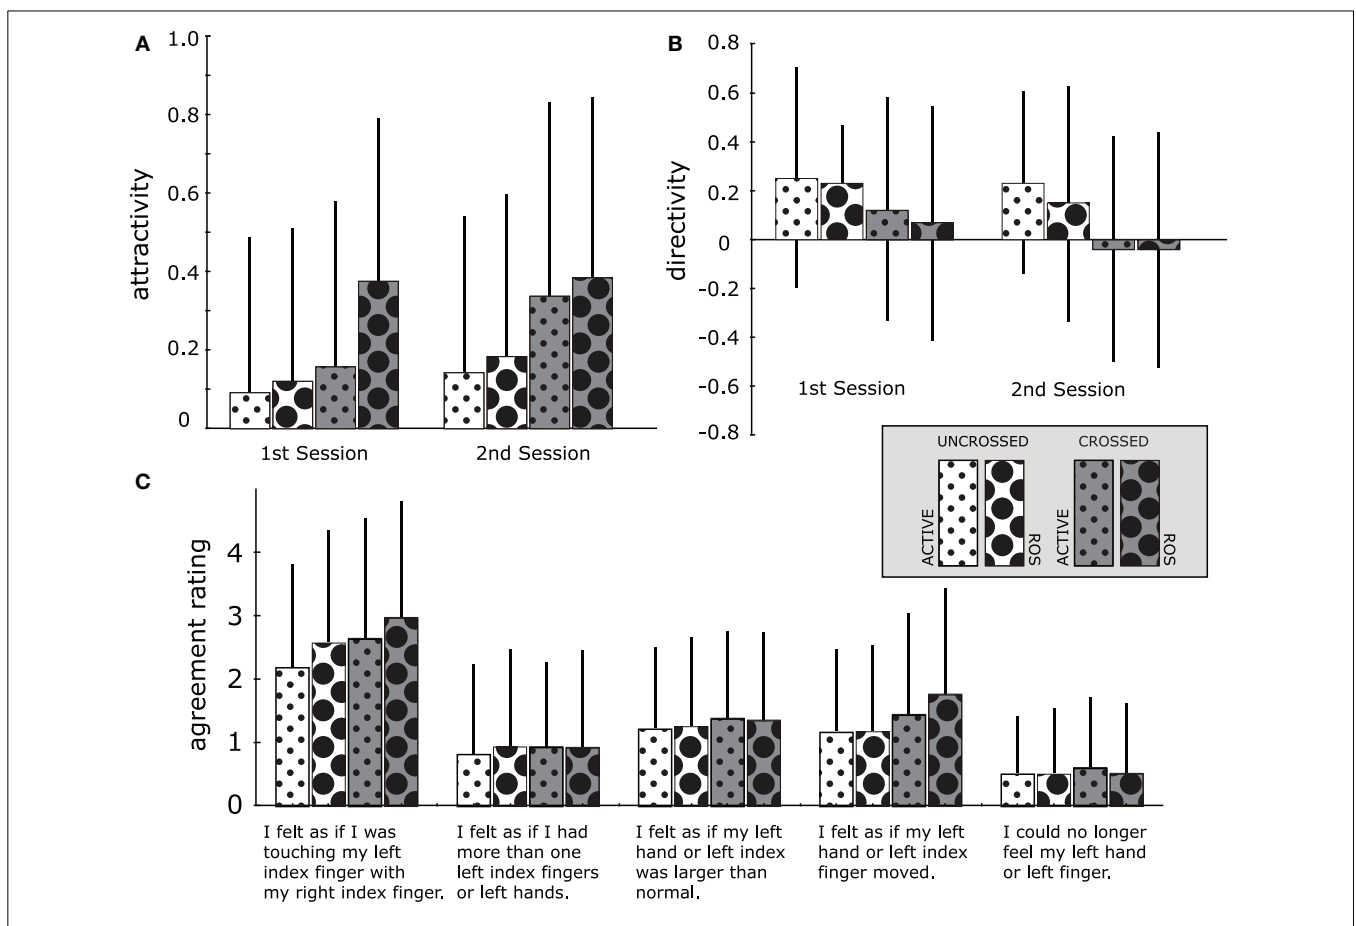 A
1.0
0.8
0.6
0.4
0.2
0
attractivity
1st Session
2nd Session
B
0.8
0.6
0.4
0.2
0
-0.2
-0.4
-0.6
-0.8
directivity
1st Session
2nd Session
UNCROSSED
CROSSED
ACTIVE
ROS
ACTIVE
ROS
C
4
3
2
1
0
agreement rating
I felt as if I was
touching my left
index finger with
my right index finger.
I felt as if I had
more than one
left index fingers
or left hands.
I felt as if my left
hand or left index
was larger than
normal.
I felt as if my left
hand or left index
finger moved.
I could no longer
feel my left hand
or left finger.